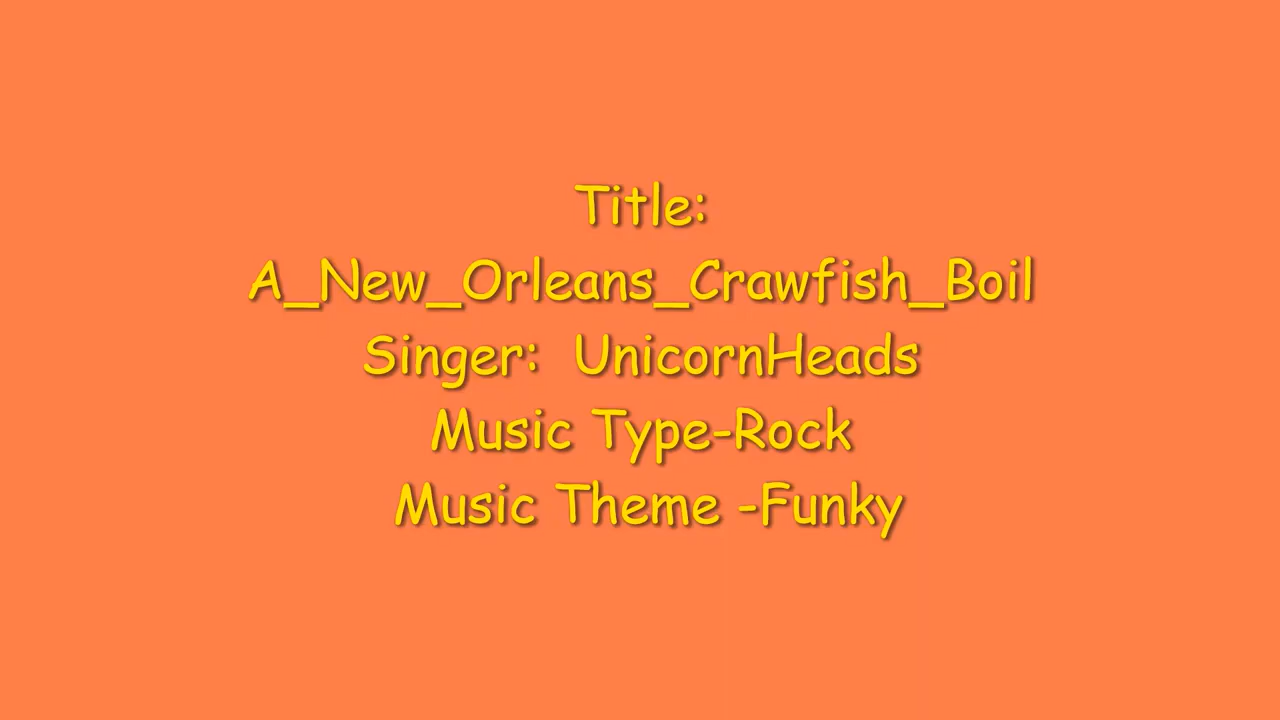 Title:
A_New_Orleans_Crawfish_Boil
Singer:  UnicornHeads
Music Type-Rock
Music Theme -Funky